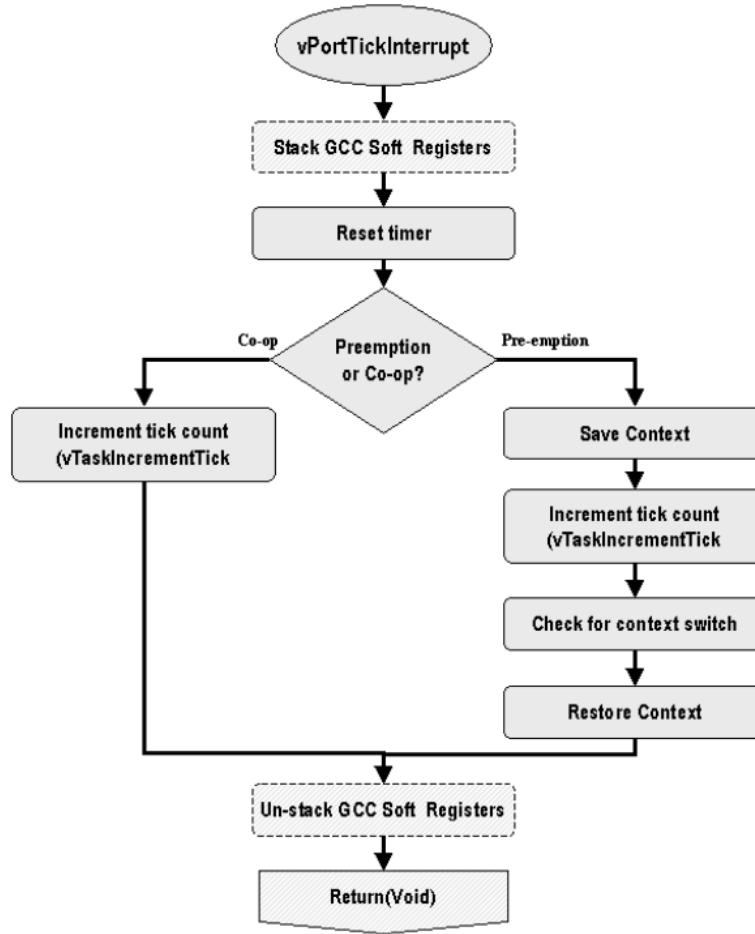 vPortTickInterrupt
Stack GCC Soft Registers
Reset timer
Preemption
or Co-op?
Co-op
Pre-emption
Increment tick count
(vTaskIncrementTick
Save Context
Increment tick count
(vTaskIncrementTick
Check for context switch
Restore Context
Un-stack GCC Soft Registers
Return(Void)